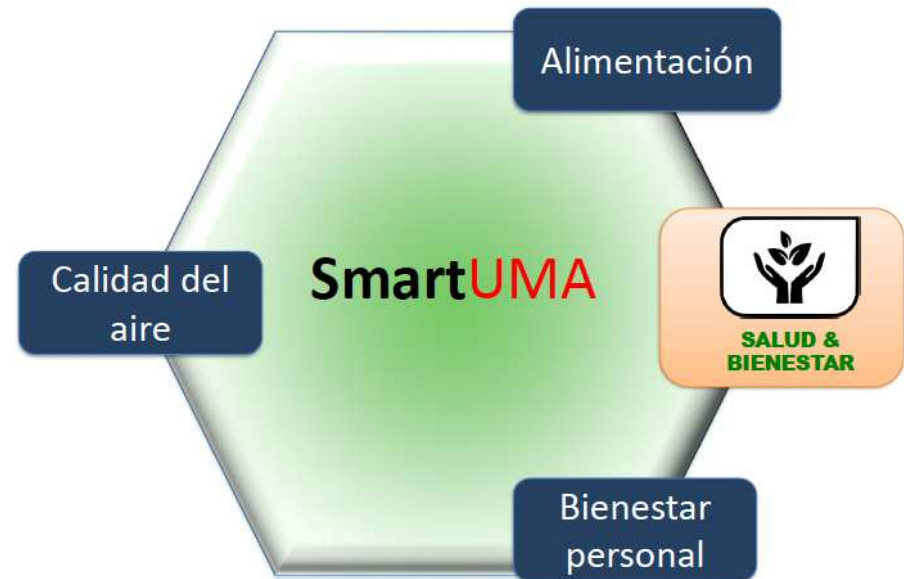 Alimentación
Calidad del
aire
SmartUMA
SALUD &
BIENESTAR
Bienestar
personal